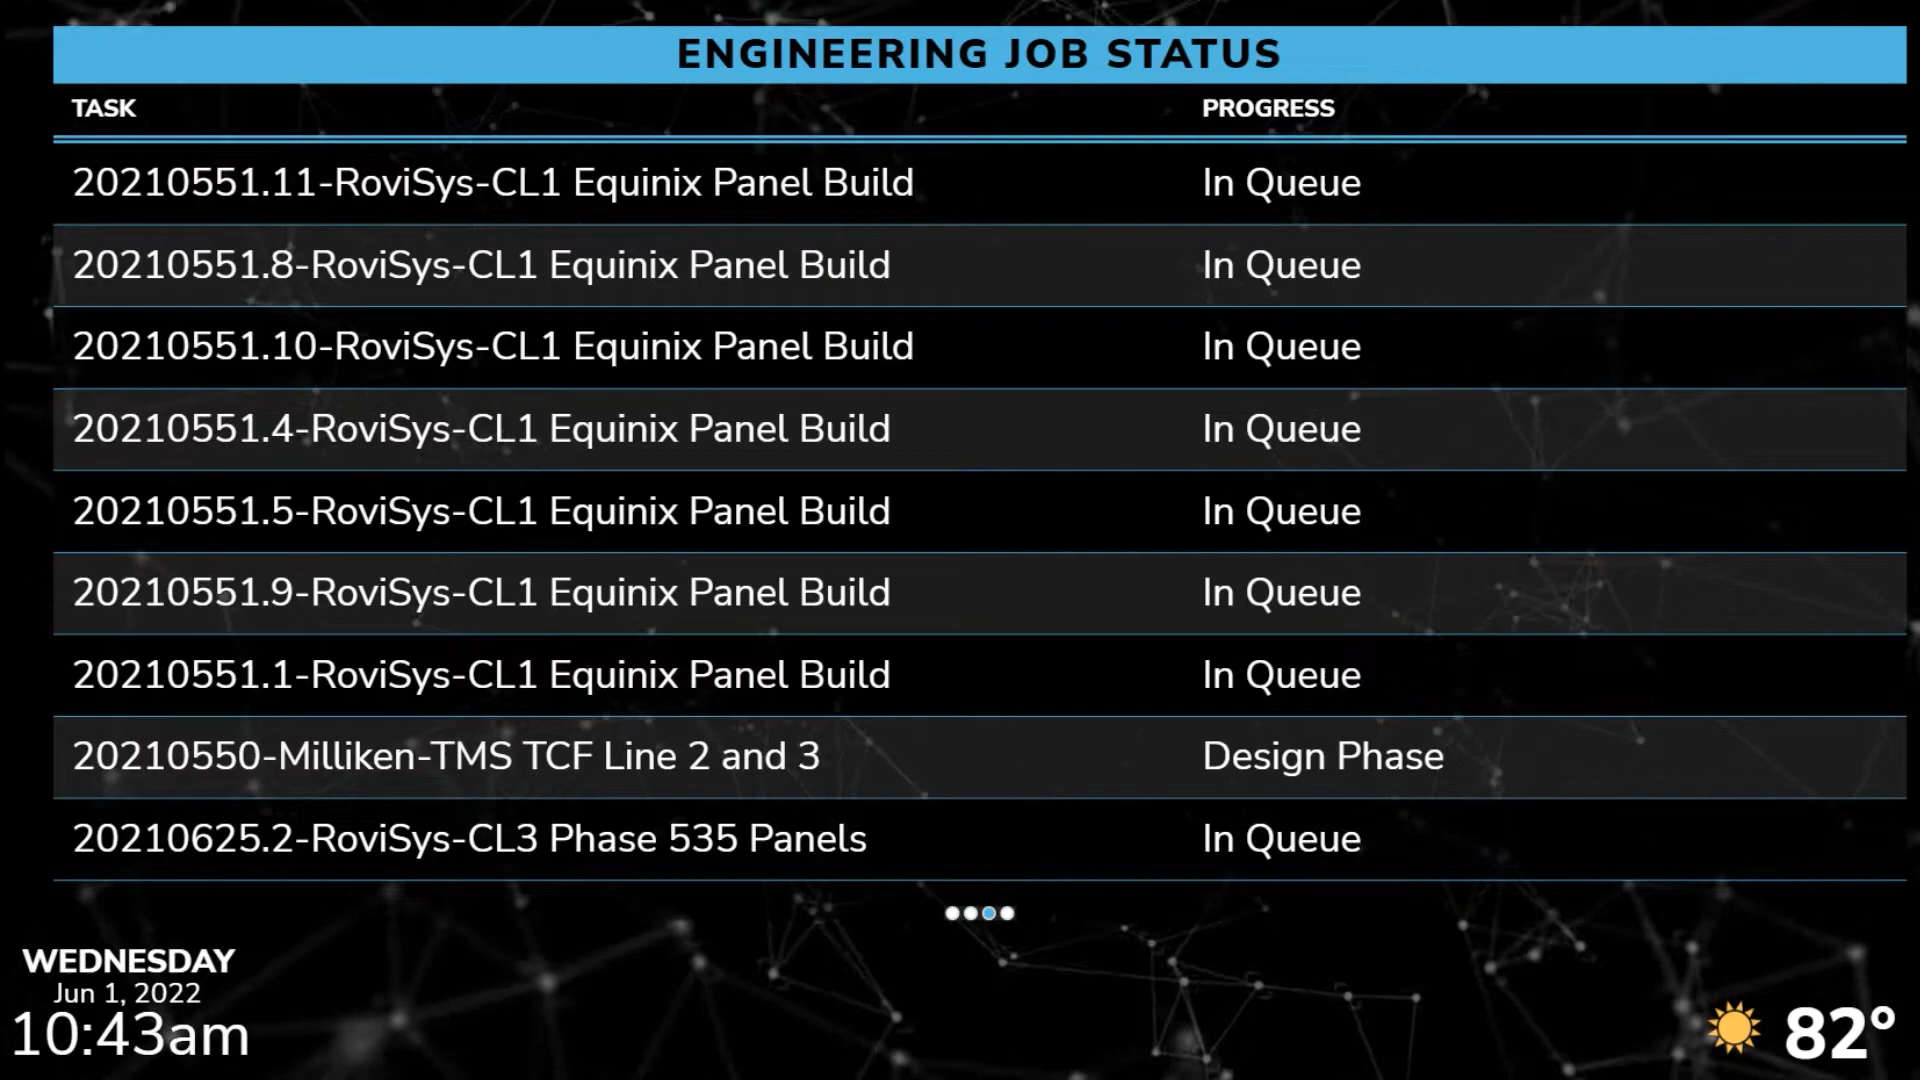 ENGINEERING JOB STATUS
TASK PROGRESS
20210551.11-RoviSys-CL1 Equinix Panel Build In Queue
20210551.8-RoviSys-CL1 Equinix Panel Build In Queue
20210551.10-RoviSys-CL1 Equinix Panel Build In Queue
20210551.4-RoviSys-CL1 Equinix Panel Build In Queue
20210551.5-RoviSys-CL1 Equinix Panel Build In Queue
20210551.9-RoviSys-CL1 Equinix Panel Build In Queue
20210551.1-RoviSys-CL1 Equinix Panel Build In Queue
20210550-Milliken-TMS TCF Line 2 and 3 Design Phase
20210625.2-RoviSys-CL3 Phase 535 Panels In Queue
WEDNESDAY
Jun 1, 2022
10:43am
82°